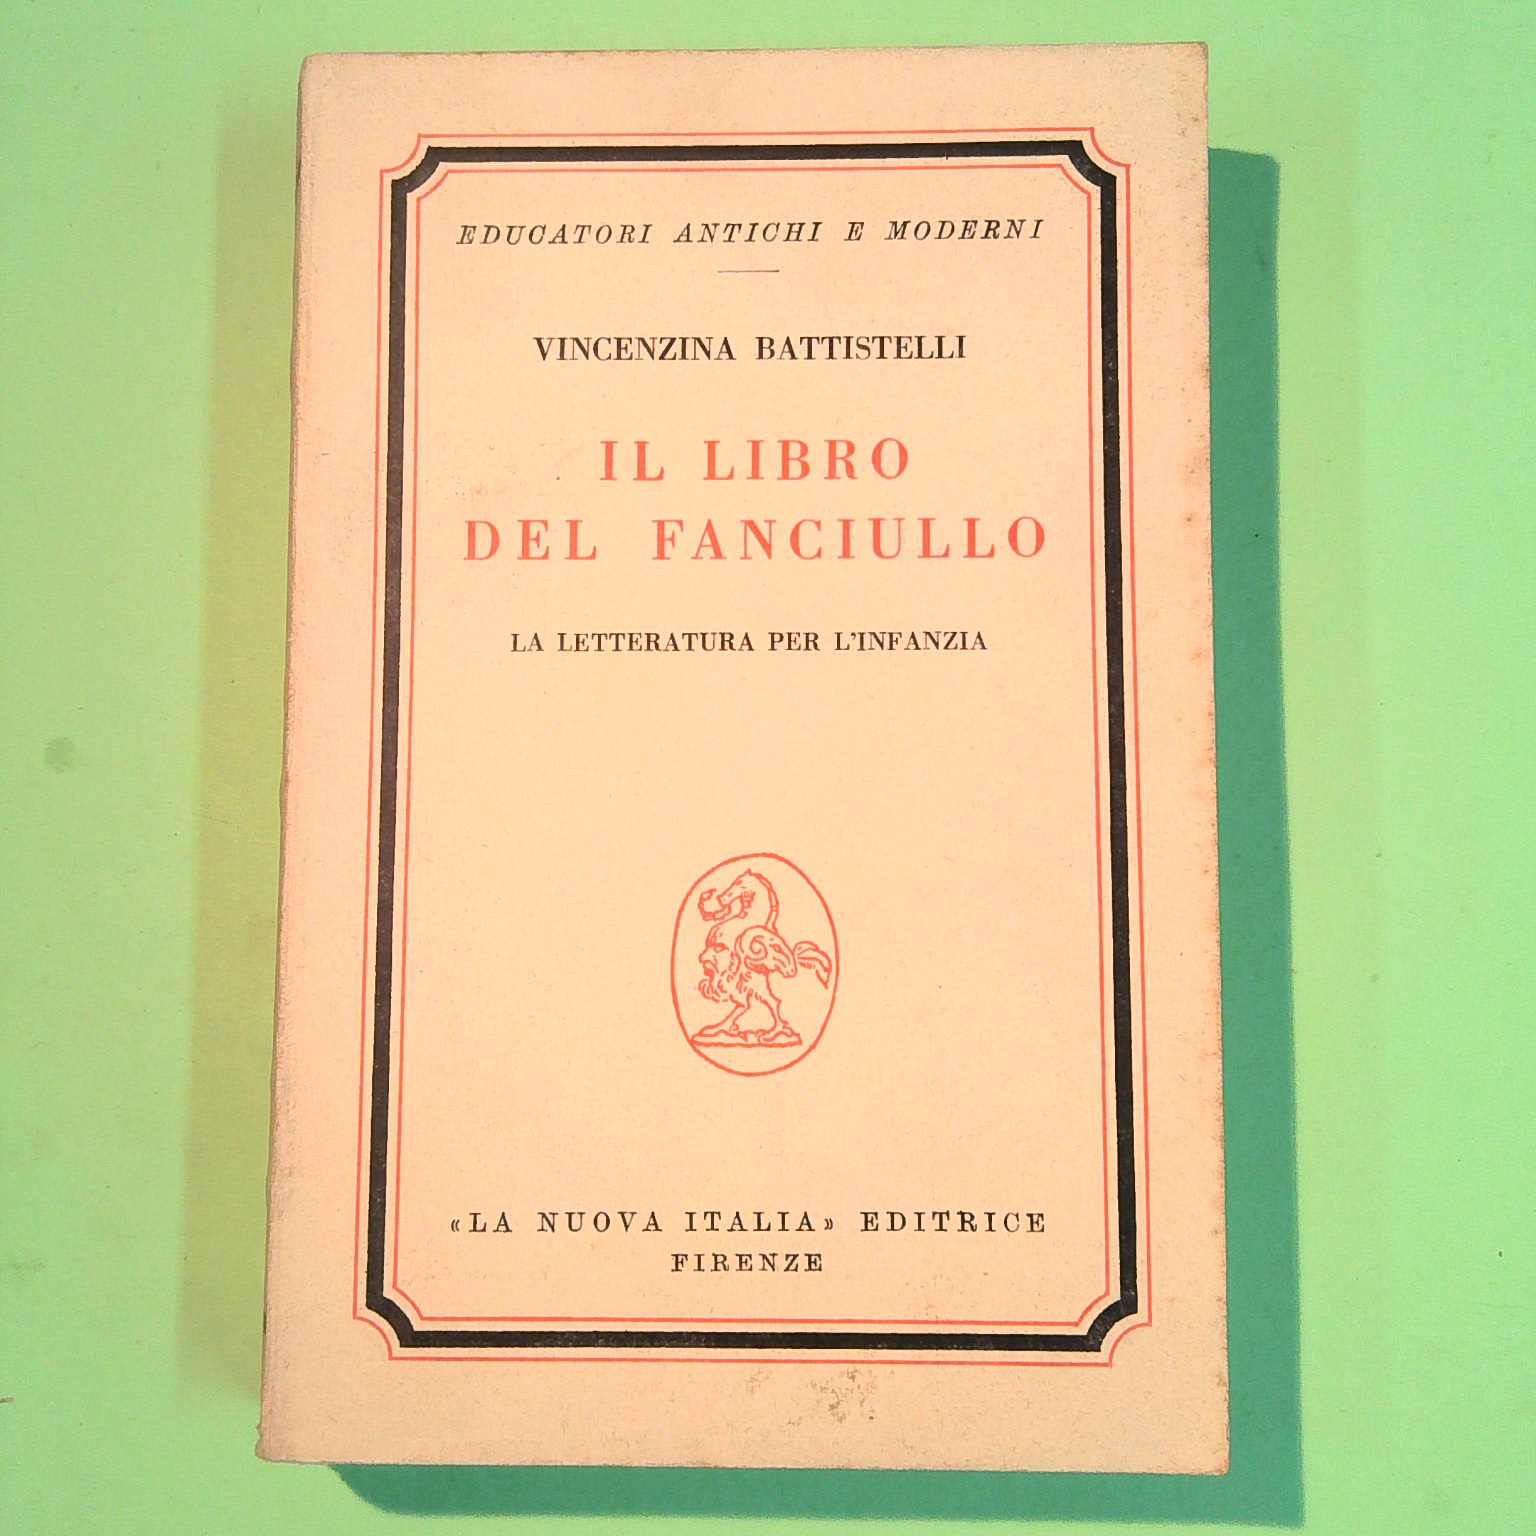 EDUCATORI ANTICHI E MODERNI
VINCENZINA BATTISTELLI
IL LIBRO
DEL FANCIULLO
LA LETTERATURA PER L'INFANZIA
«LA NUOVA ITALIA» EDITRICE
FIRENZE